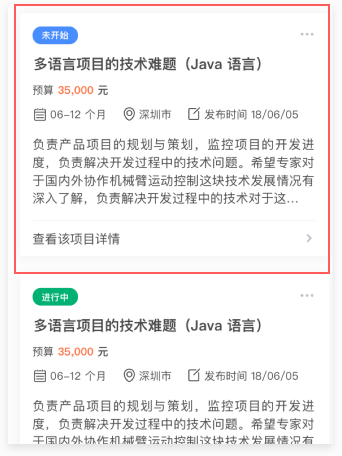 未开始
多语言项目的技术难题（Java 语言）
预算 35,000 元
06-12 个月 深圳市 发布时间 18/06/05
负责产品项目的规划与策划，监控项目的开发进
度，负责解决开发过程中的技术问题。希望专家对
于国内外协作机械臂运动控制这块技术发展情况有
深入了解，负责解决开发过程中的技术对于这...
查看该项目详情
进行中
多语言项目的技术难题（Java 语言）
预算 35,000 元
06-12 个月 深圳市 发布时间 18/06/05
负责产品项目的规划与策划，监控项目的开发进
度，负责解决开发过程中的技术问题。希望专家对
于国内外协作机械臂运动控制这块技术发展情况有